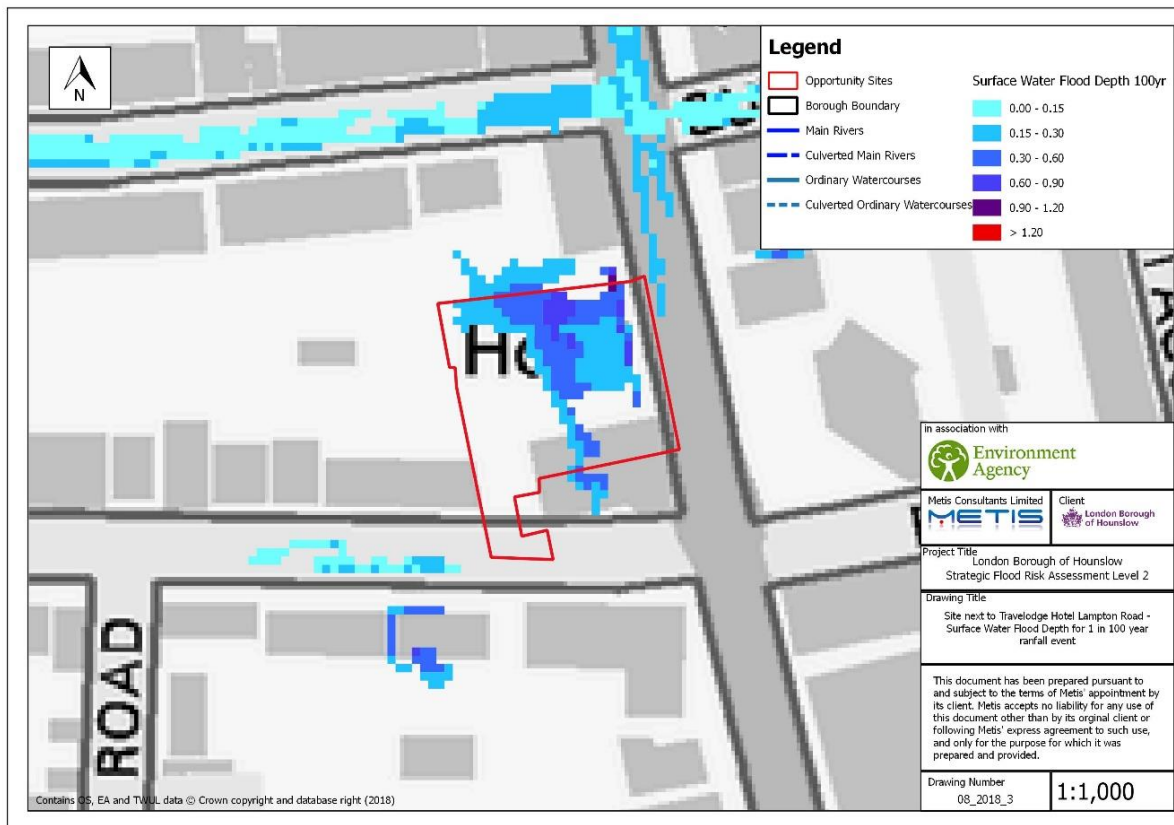 N
Legend
Opportunity Sites
Borough Boundary
Main Rivers
Culverted Main Rivers
Ordinary Watercourses
Culverted Ordinary Watercourses
Surface Water Flood Depth 100yr
0.00 - 0.15
0.15 - 0.30
0.30 - 0.60
0.60 - 0.90
0.90 - 1.20
> 1.20
ROAD
in association with
Environment
Agency
Metis Consultants Limited
METIS
Client
London Borough
of Hounslow
Project Title
London Borough of Hounslow
Strategic Flood Risk Assessment Level 2
Drawing Title
Site next to Travelodge Hotel Lampton Road -
Surface Water Flood Depth for 1 in 100 year
ranfall event
This document has been prepared pursuant to
and subject to the terms of Metis' appointment by
its client. Metis accepts no liability for any use of
this document other than by its orginal client or
following Metis' express agreement to such use,
and only for the purpose for which it was
prepared and provided.
Drawing Number
08_2018_3
1:1,000
Contains OS, EA and TWUL data © Crown copyright and database right (2018)